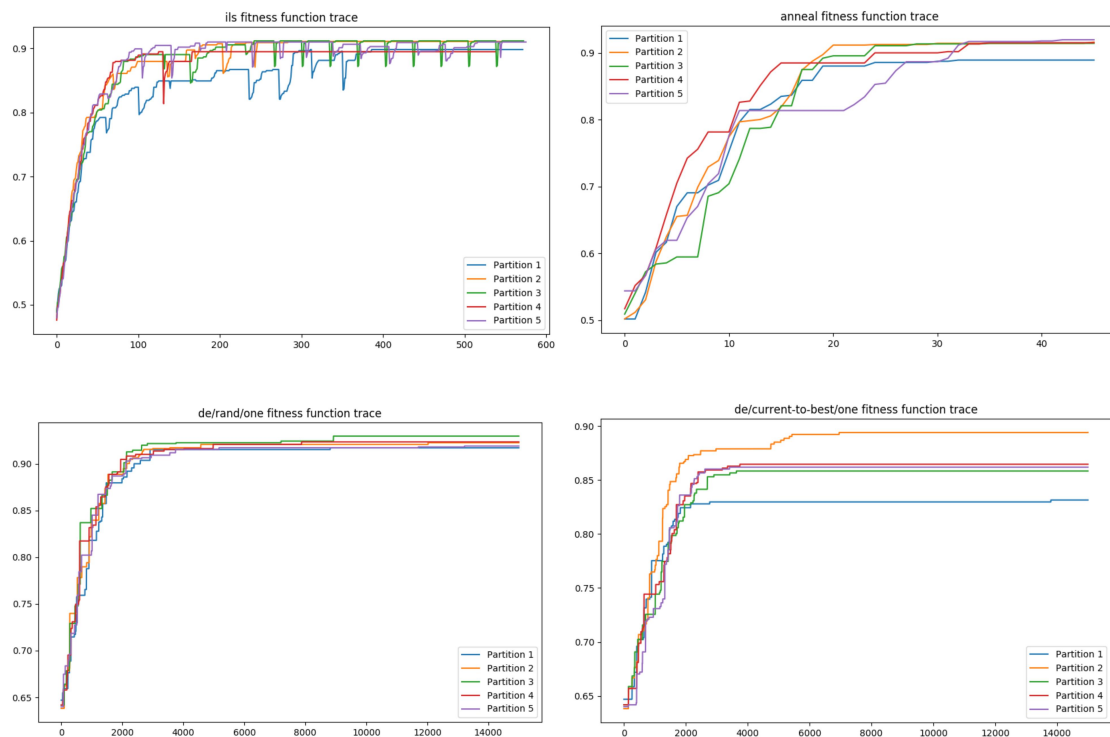 ils fitness function trace
0.9
0.8
0.7
0.6
0.5
0
100
200
300
400
500
600
Partition 1
Partition 2
Partition 3
Partition 4
Partition 5
anneal fitness function trace
Partition 1
Partition 2
Partition 3
Partition 4
Partition 5
0.9
0.8
0.7
0.6
0.5
0
10
20
30
40
de/rand/one fitness function trace
0.90
0.85
0.80
0.75
0.70
0.65
0
2000
4000
6000
8000
10000
12000
14000
Partition 1
Partition 2
Partition 3
Partition 4
Partition 5
de/current-to-best/one fitness function trace
0.90
0.85
0.80
0.75
0.70
0.65
0
2000
4000
6000
8000
10000
12000
14000
Partition 1
Partition 2
Partition 3
Partition 4
Partition 5